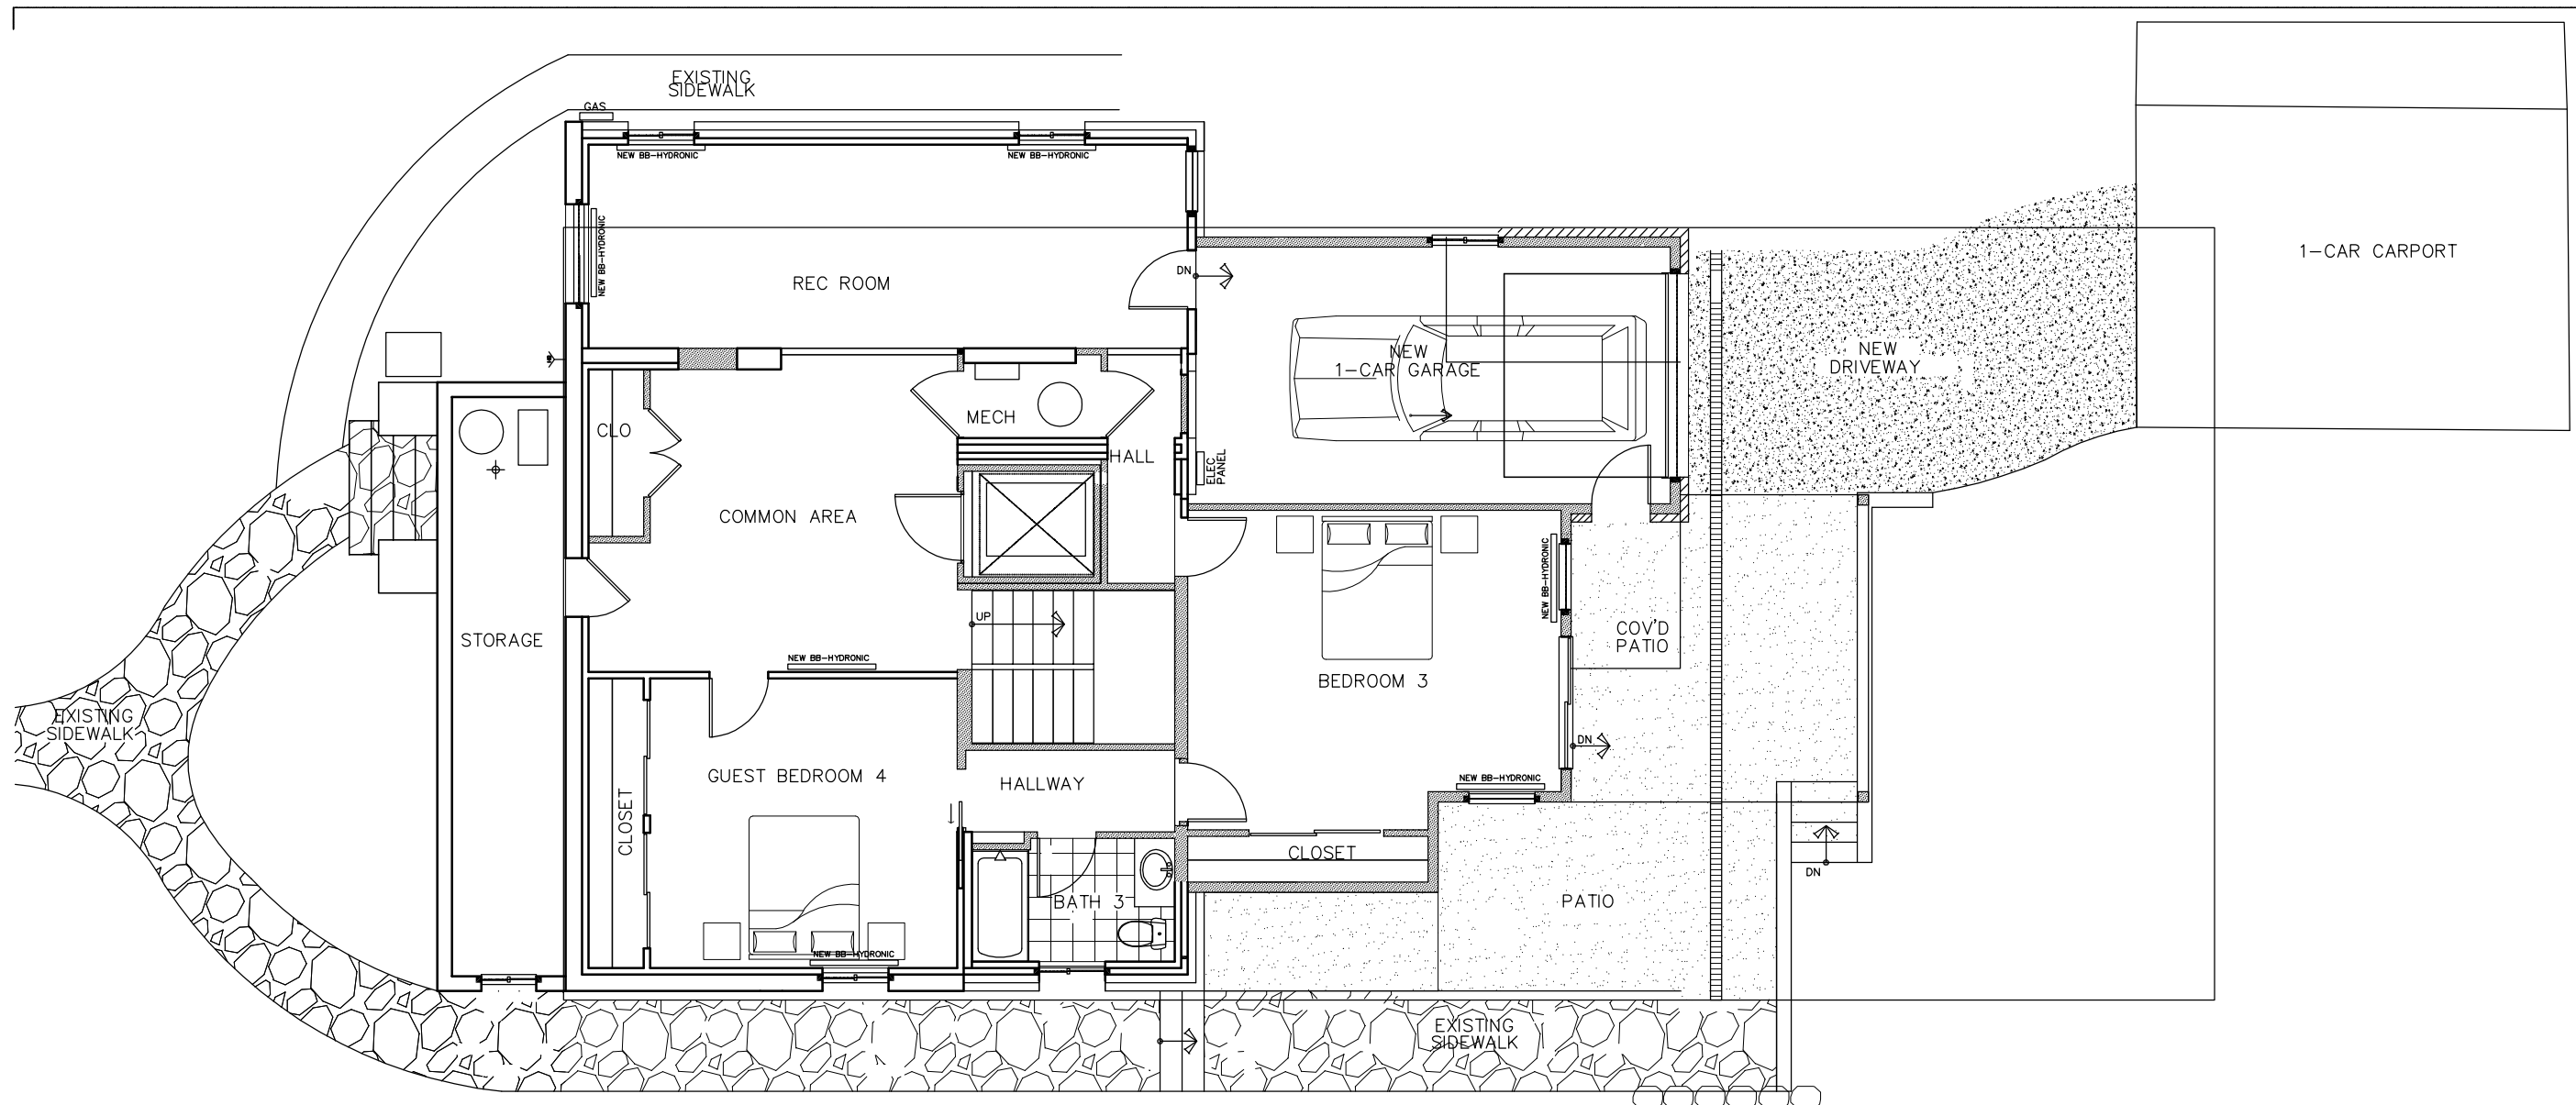 EXISTING
SIDEWALK
GAS
NEW BB-HYDRONIC
NEW BB-HYDRONIC
NEW BB-HYDRONIC
REC ROOM
DN
1-CAR CARPORT
NEW
1-CAR GARAGE
NEW
DRIVEWAY
MECH
CLO
HALL
ELEC
PANEL
COMMON AREA
NEW BB-HYDRONIC
UP
STORAGE
COV'D
PATIO
NEW BB-HYDRONIC
BEDROOM 3
EXISTING
SIDEWALK
DN
GUEST BEDROOM 4
HALLWAY
NEW BB-HYDRONIC
CLOSET
CLOSET
DN
BATH 3
PATIO
NEW BB-HYDRONIC
EXISTING
SIDEWALK